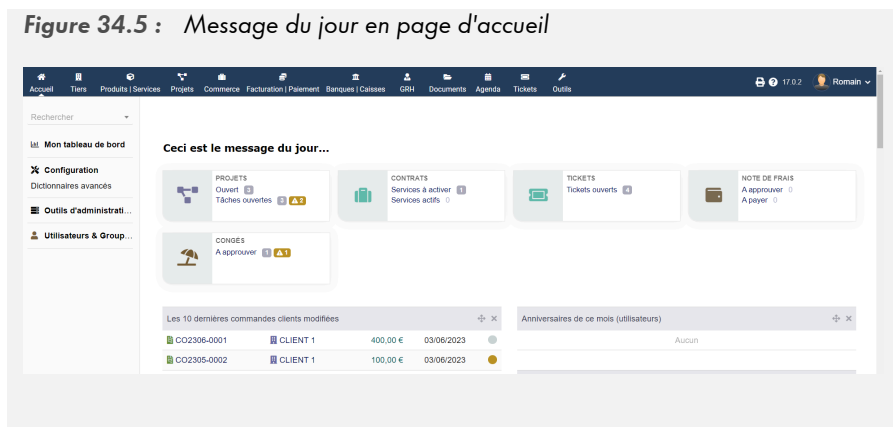 Figure 34.5 : Message du jour en page d'accueil
Accueil Tiers Produits | Services Projets Commerce Facturation | Paiement Banques | Caisses GRH Documents Agenda Tickets Outils 17.0.2 Romain
Rechercher
Mon tableau de bord
Configuration
Dictionnaires avancés
Outils d'administrati...
Utilisateurs & Group...
Ceci est le message du jour...
PROJETS
Ouvert 3
Tâches ouvertes 3 2
CONTRATS
Services à activer 1
Services actifs 0
TICKETS
Tickets ouverts 4
NOTE DE FRAIS
A approuver 0
A payer 0
CONGÉS
A approuver 1 1
Les 10 dernières commandes clients modifiées
CO2306-0001 CLIENT 1 400,00 € 03/06/2023
CO2305-0002 CLIENT 1 100,00 € 03/06/2023
Anniversaires de ce mois (utilisateurs)
Aucun